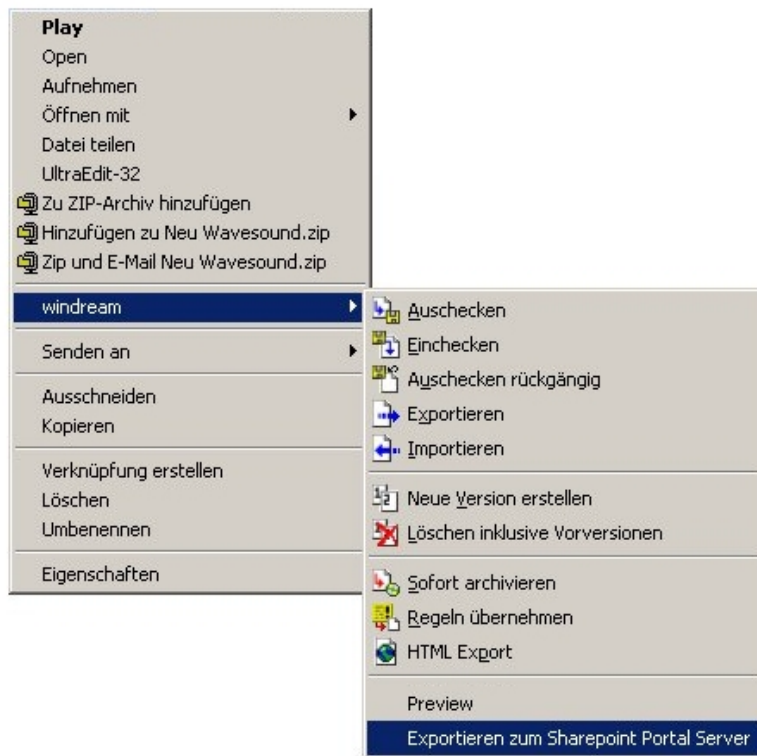 Play
Open
Aufnehmen
Öffnen mit
Datei teilen
UltraEdit-32
Zu ZIP-Archiv hinzufügen
Hinzufügen zu Neu Wavesound.zip
Zip und E-Mail Neu Wavesound.zip
windream
Senden an
Ausschneiden
Kopieren
Verknüpfung erstellen
Löschen
Umbenennen
Eigenschaften
Auschecken
Einchecken
Auschecken rückgängig
Exportieren
Importieren
Neue Version erstellen
Löschen inklusive Vorversionen
Sofort archivieren
Regeln übernehmen
HTML Export
Preview
Exportieren zum Sharepoint Portal Server